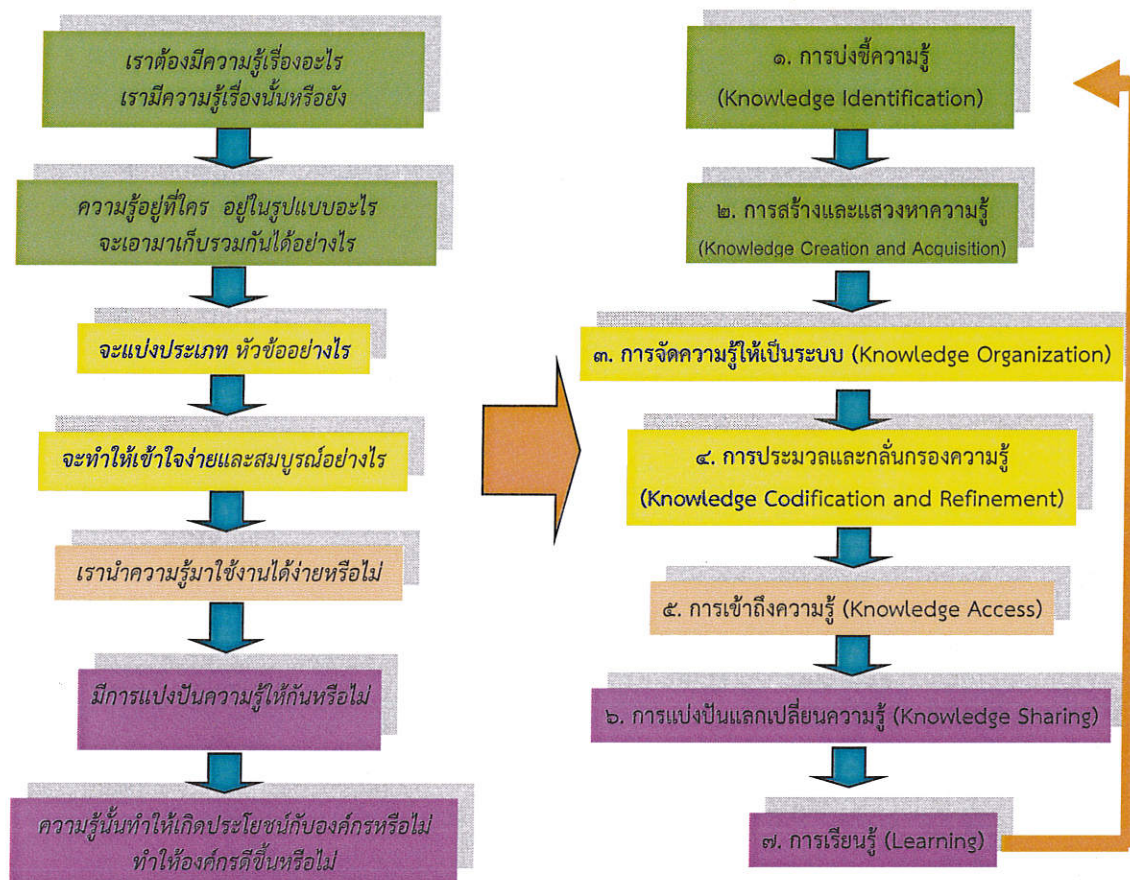 เราต้องมีความรู้เรื่องอะไร
เรามีความรู้เรื่องนั้นหรือยัง
ความรู้อยู่ที่ใคร อยู่ในรูปแบบอะไร
จะเอามาเก็บรวมกันได้อย่างไร
จะแบ่งประเภท หัวข้ออย่างไร
จะทำให้เข้าใจง่ายและสมบูรณ์อย่างไร
เรานำความรู้มาใช้งานได้ง่ายหรือไม่
มีการแบ่งปันความรู้ให้กันหรือไม่
ความรู้นั้นทำให้เกิดประโยชน์กับองค์กรหรือไม่
ทำให้องค์กรดีขึ้นหรือไม่
๑. การบ่งชี้ความรู้
(Knowledge Identification)
๒. การสร้างและแสวงหาความรู้
(Knowledge Creation and Acquisition)
๓. การจัดความรู้ให้เป็นระบบ (Knowledge Organization)
๔. การประมวลและกลั่นกรองความรู้
(Knowledge Codification and Refinement)
๕. การเข้าถึงความรู้ (Knowledge Access)
๖. การแบ่งปันแลกเปลี่ยนความรู้ (Knowledge Sharing)
๗. การเรียนรู้ (Learning)